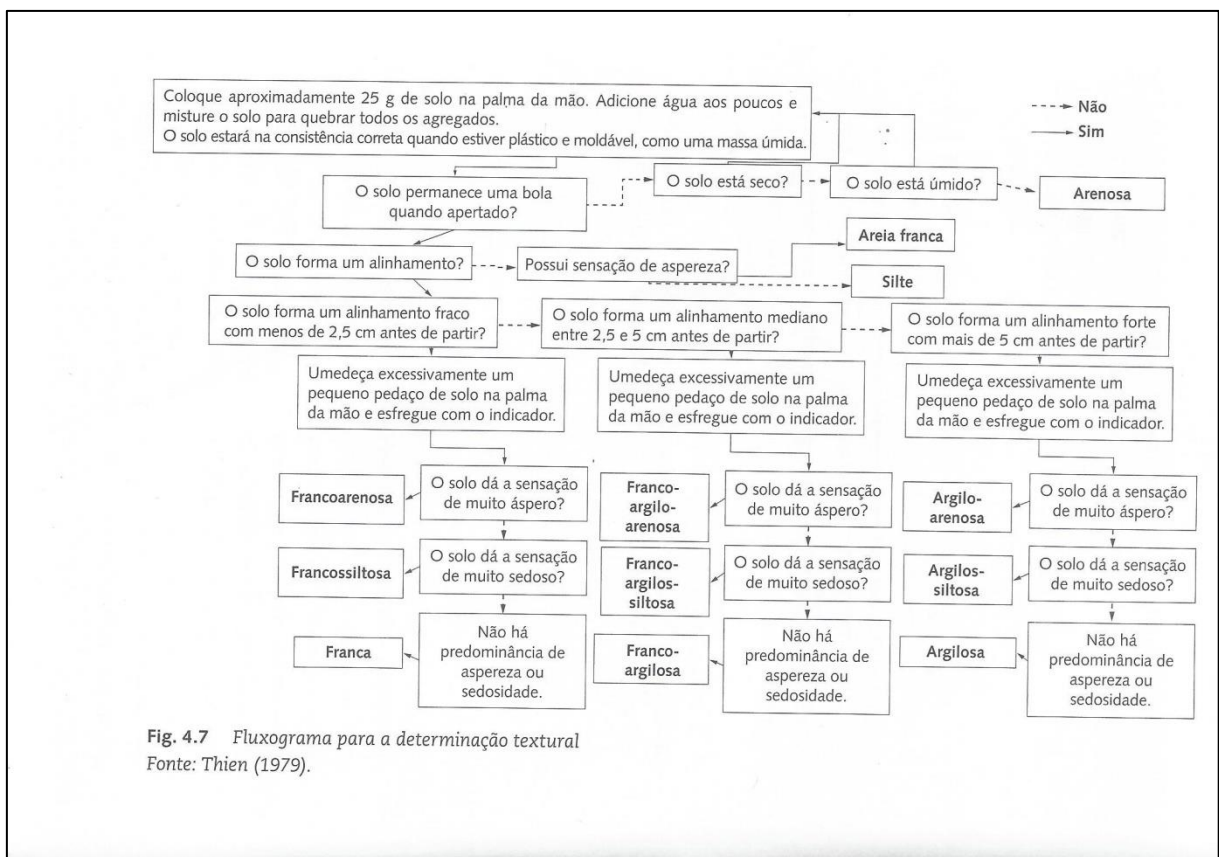 Coloque aproximadamente 25 g de solo na palma da mão. Adicione água aos poucos e
misture o solo para quebrar todos os agregados.
O solo estará na consistência correta quando estiver plástico e moldável, como uma massa úmida.
Não
Sim
O solo permanece uma bola
quando apertado?
O solo está seco?
O solo está úmido?
Arenosa
Areia franca
O solo forma um alinhamento?
Possui sensação de aspereza?
Silte
O solo forma um alinhamento fraco
com menos de 2,5 cm antes de partir?
O solo forma um alinhamento mediano
entre 2,5 e 5 cm antes de partir?
O solo forma um alinhamento forte
com mais de 5 cm antes de partir?
Umedeça excessivamente um
pequeno pedaço de solo na palma
da mão e esfregue com o indicador.
Umedeça excessivamente um
pequeno pedaço de solo na palma
da mão e esfregue com o indicador.
Umedeça excessivamente um
pequeno pedaço de solo na palma
da mão e esfregue com o indicador.
Francoarenosa
O solo dá a sensação
de muito áspero?
Franco-
argilo-
arenosa
O solo dá a sensação
de muito áspero?
Argilo-
arenosa
O solo dá a sensação
de muito áspero?
Francossiltosa
O solo dá a sensação
de muito sedoso?
Franco-
argilos-
siltosa
O solo dá a sensação
de muito sedoso?
Argilos-
siltosa
O solo dá a sensação
de muito sedoso?
Franca
Não há
predominância de
aspereza ou
sedosidade.
Franco-
argilosa
Não há
predominância de
aspereza ou
sedosidade.
Argilosa
Não há
predominância de
aspereza ou
sedosidade.
Fig. 4.7 Fluxograma para a determinação textural
Fonte: Thien (1979).